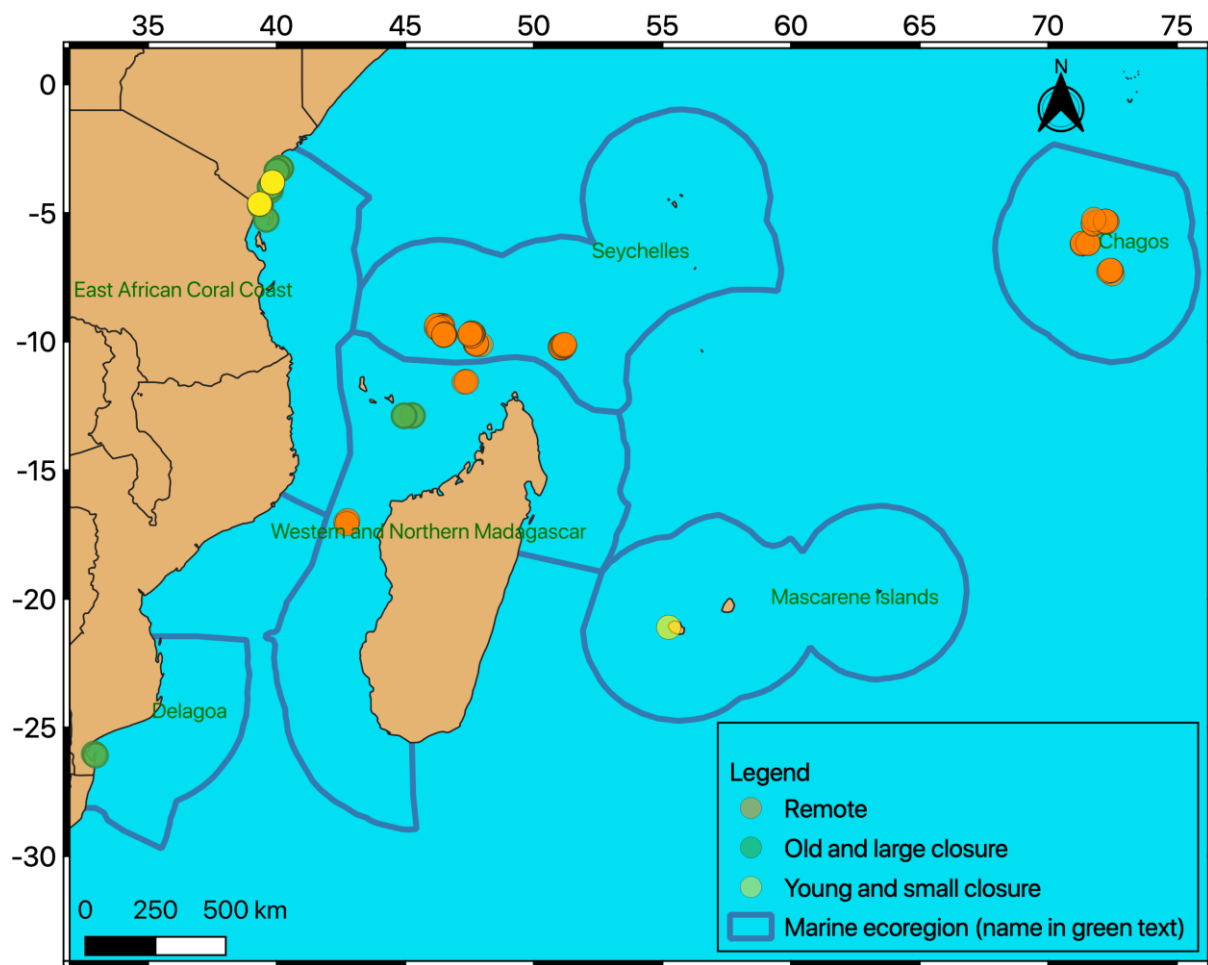 35 40 45 50 55 60 65 70 75
0
N
-5
Seychelles
Chagos
East African Coral Coast
-10
-15
Western and Northern Madagascar
-20
Mascarene Islands
Delagoa
-25
-30
Legend
Remote
Old and large closure
Young and small closure
Marine ecoregion (name in green text)
0 250 500 km